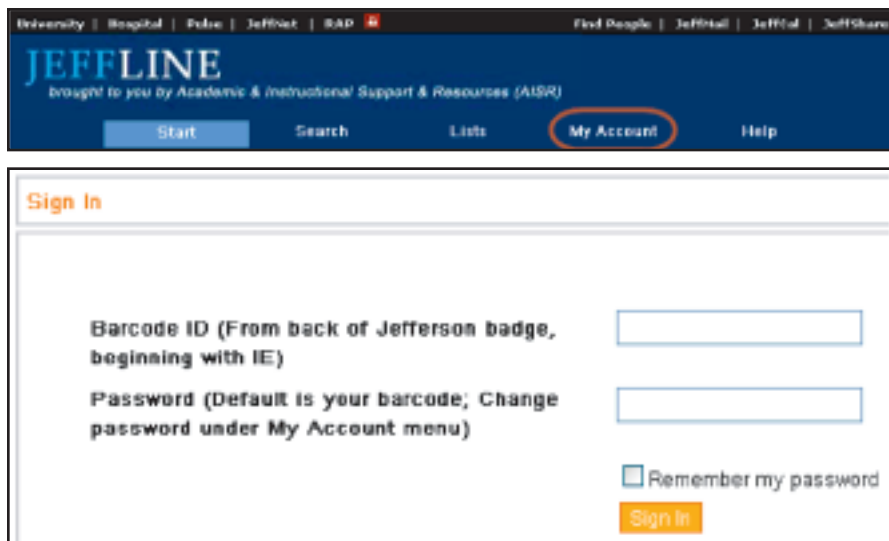 University | Hospital | Pulse | JeffNet | RAP
Find People | JeffMail | JeffCal | JeffShare
JEFFLINE
brought to you by Academic & Instructional Support & Resources (AISR)
Start Search Lists My Account Help
Sign In
Barcode ID (From back of Jefferson badge,
beginning with IE)
Password (Default is your barcode; Change
password under My Account menu)
Remember my password
Sign In